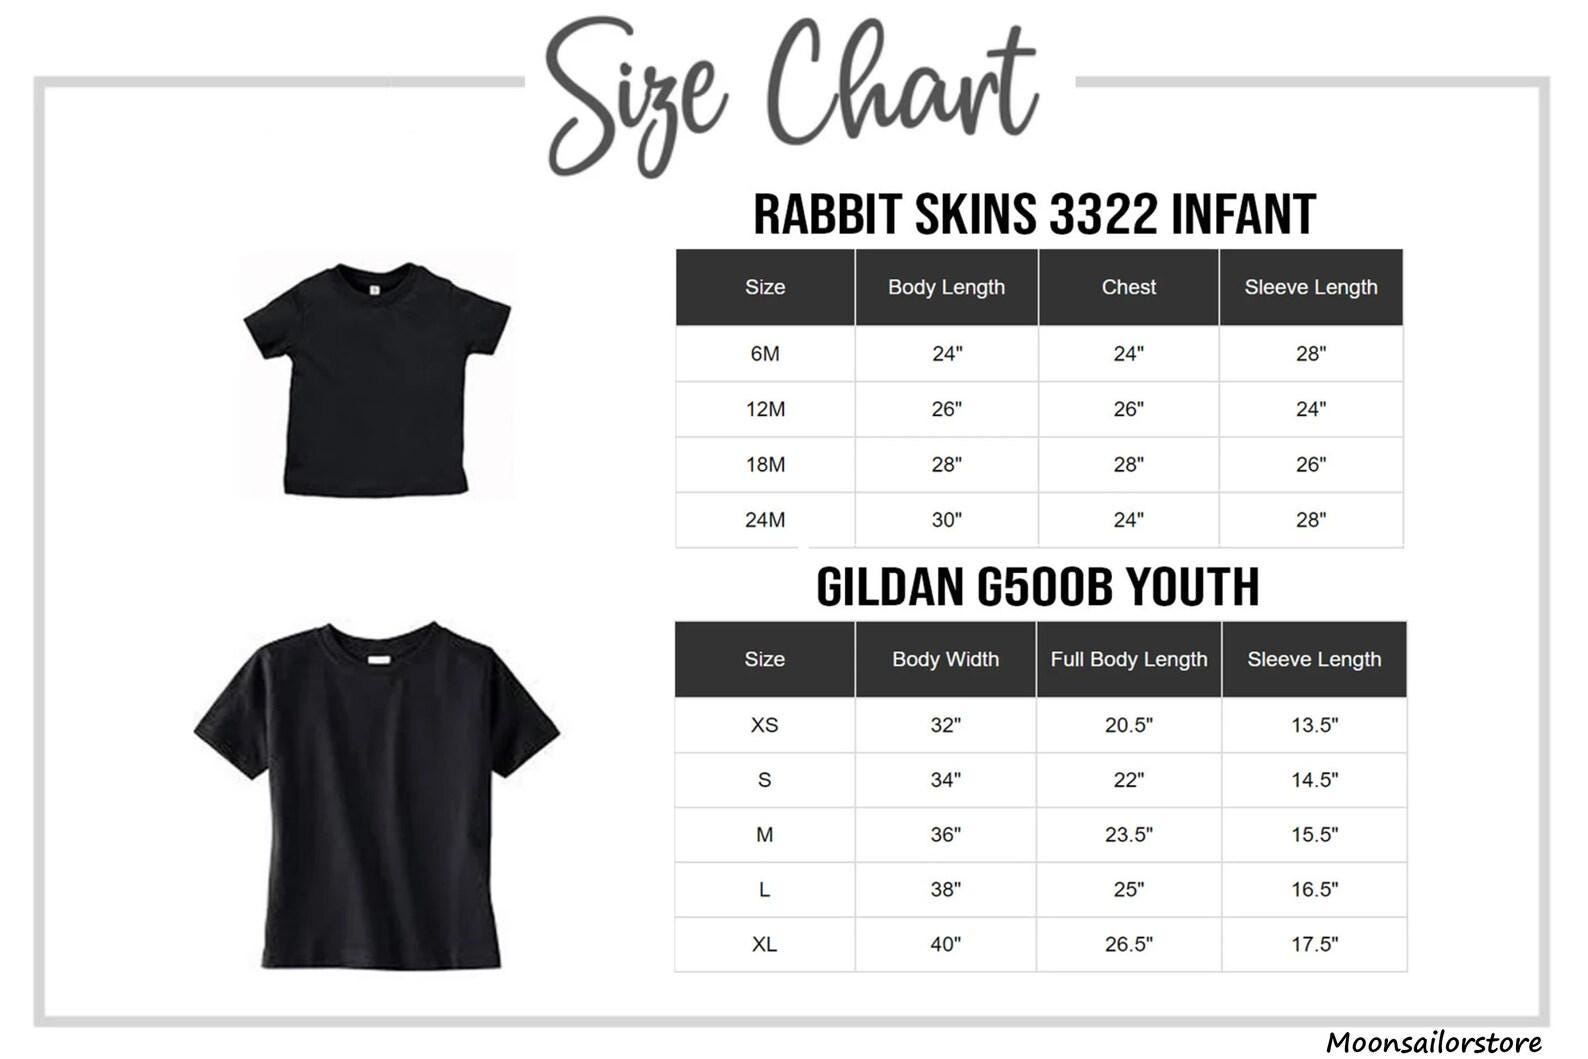 Size Chart
RABBIT SKINS 3322 INFANT
Size Body Length Chest Sleeve Length
6M 24" 24" 28"
12M 26" 26" 24"
18M 28" 28" 26"
24M 30" 24" 28"
GILDAN G500B YOUTH
Size Body Width Full Body Length Sleeve Length
XS 32" 20.5" 13.5"
S 34" 22" 14.5"
M 36" 23.5" 15.5"
L 38" 25" 16.5"
XL 40" 26.5" 17.5"
Moonsailorstore